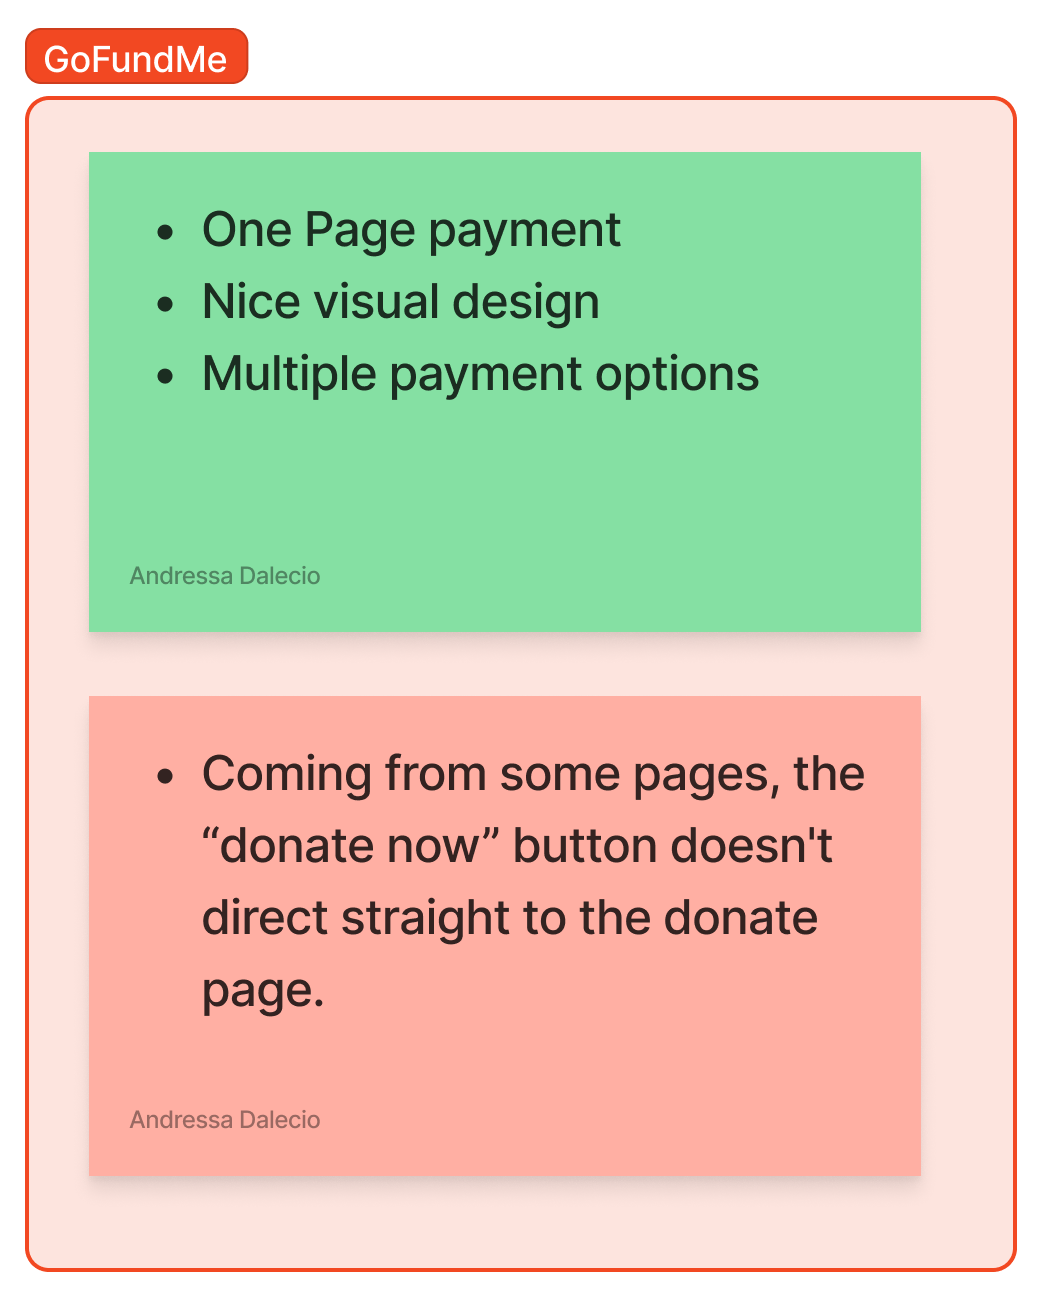 GoFundMe
• One Page payment
• Nice visual design
• Multiple payment options
Andressa Dalecio
• Coming from some pages, the
“donate now” button doesn't
direct straight to the donate
page.
Andressa Dalecio